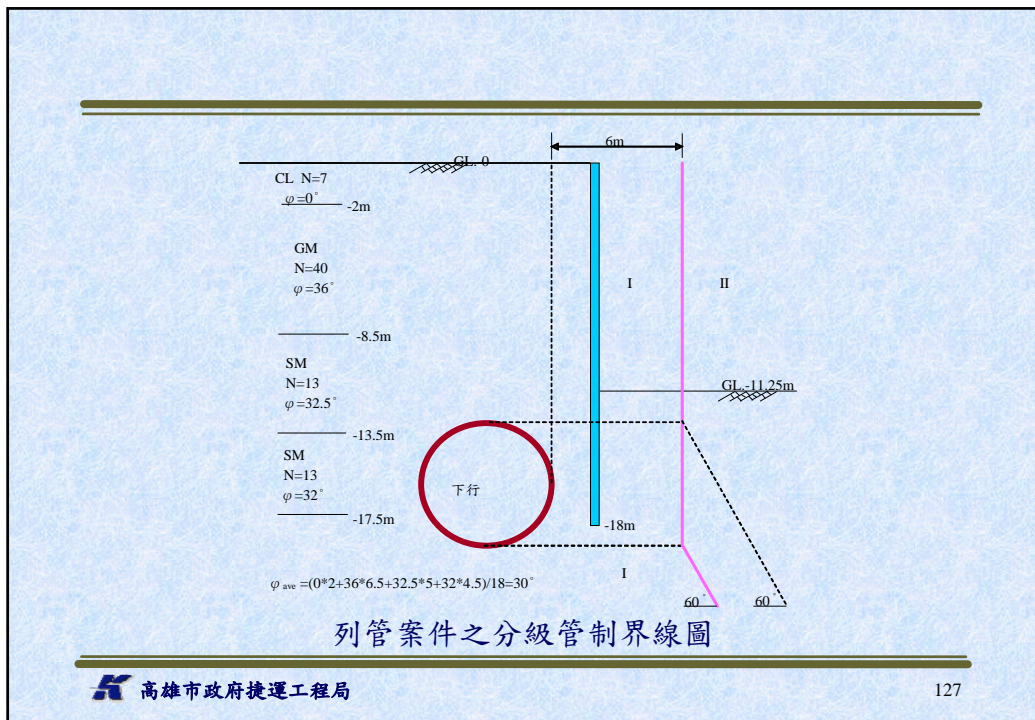 6m
GL. 0
CL N=7
φ=0°
-2m
GM
N=40
φ=36°
I
II
-8.5m
SM
N=13
φ=32.5°
GL.-11.25m
-13.5m
SM
N=13
φ=32°
下行
-17.5m
-18m
φ ave =(0*2+36*6.5+32.5*5+32*4.5)/18=30°
I
60°
60°
列管案件之分級管制界線圖
高雄市政府捷運工程局
127